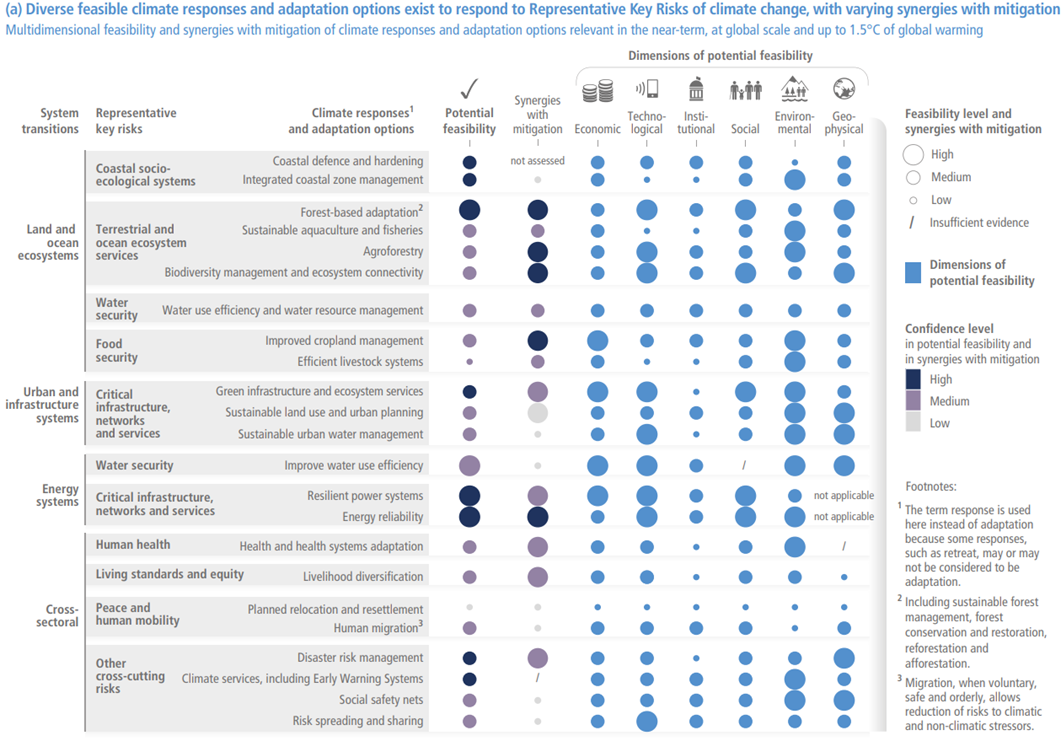 (a) Diverse feasible climate responses and adaptation options exist to respond to Representative Key Risks of climate change, with varying synergies with mitigation
Multidimensional feasibility and synergies with mitigation of climate responses and adaptation options relevant in the near-term, at global scale and up to 1.5°C of global warming
Dimensions of potential feasibility
System transitions
Representative key risks
Climate responses¹ and adaptation options
Potential feasibility
Synergies with mitigation
Economic
Techno-logical
Insti-tutional
Social
Environ-mental
Geo-physical
Land and ocean ecosystems
Coastal socio-ecological systems
Coastal defence and hardening
not assessed
Integrated coastal zone management
Terrestrial and ocean ecosystem services
Forest-based adaptation²
Sustainable aquaculture and fisheries
Agroforestry
Biodiversity management and ecosystem connectivity
Water security
Water use efficiency and water resource management
Food security
Improved cropland management
Efficient livestock systems
Urban and infrastructure systems
Critical infrastructure, networks and services
Green infrastructure and ecosystem services
Sustainable land use and urban planning
Sustainable urban water management
Energy systems
Water security
Improve water use efficiency
/
Critical infrastructure, networks and services
Resilient power systems
not applicable
Energy reliability
not applicable
Cross-sectoral
Human health
Health and health systems adaptation
/
Living standards and equity
Livelihood diversification
Peace and human mobility
Planned relocation and resettlement
Human migration³
Other cross-cutting risks
Disaster risk management
Climate services, including Early Warning Systems
/
Social safety nets
Risk spreading and sharing
Feasibility level and synergies with mitigation
High
Medium
Low
/ Insufficient evidence
Dimensions of potential feasibility
Confidence level
in potential feasibility and
in synergies with mitigation
High
Medium
Low
Footnotes:
¹ The term response is used
here instead of adaptation
because some responses,
such as retreat, may or may
not be considered to be
adaptation.
² Including sustainable forest
management, forest
conservation and restoration,
reforestation and
afforestation.
³ Migration, when voluntary,
safe and orderly, allows
reduction of risks to climatic
and non-climatic stressors.